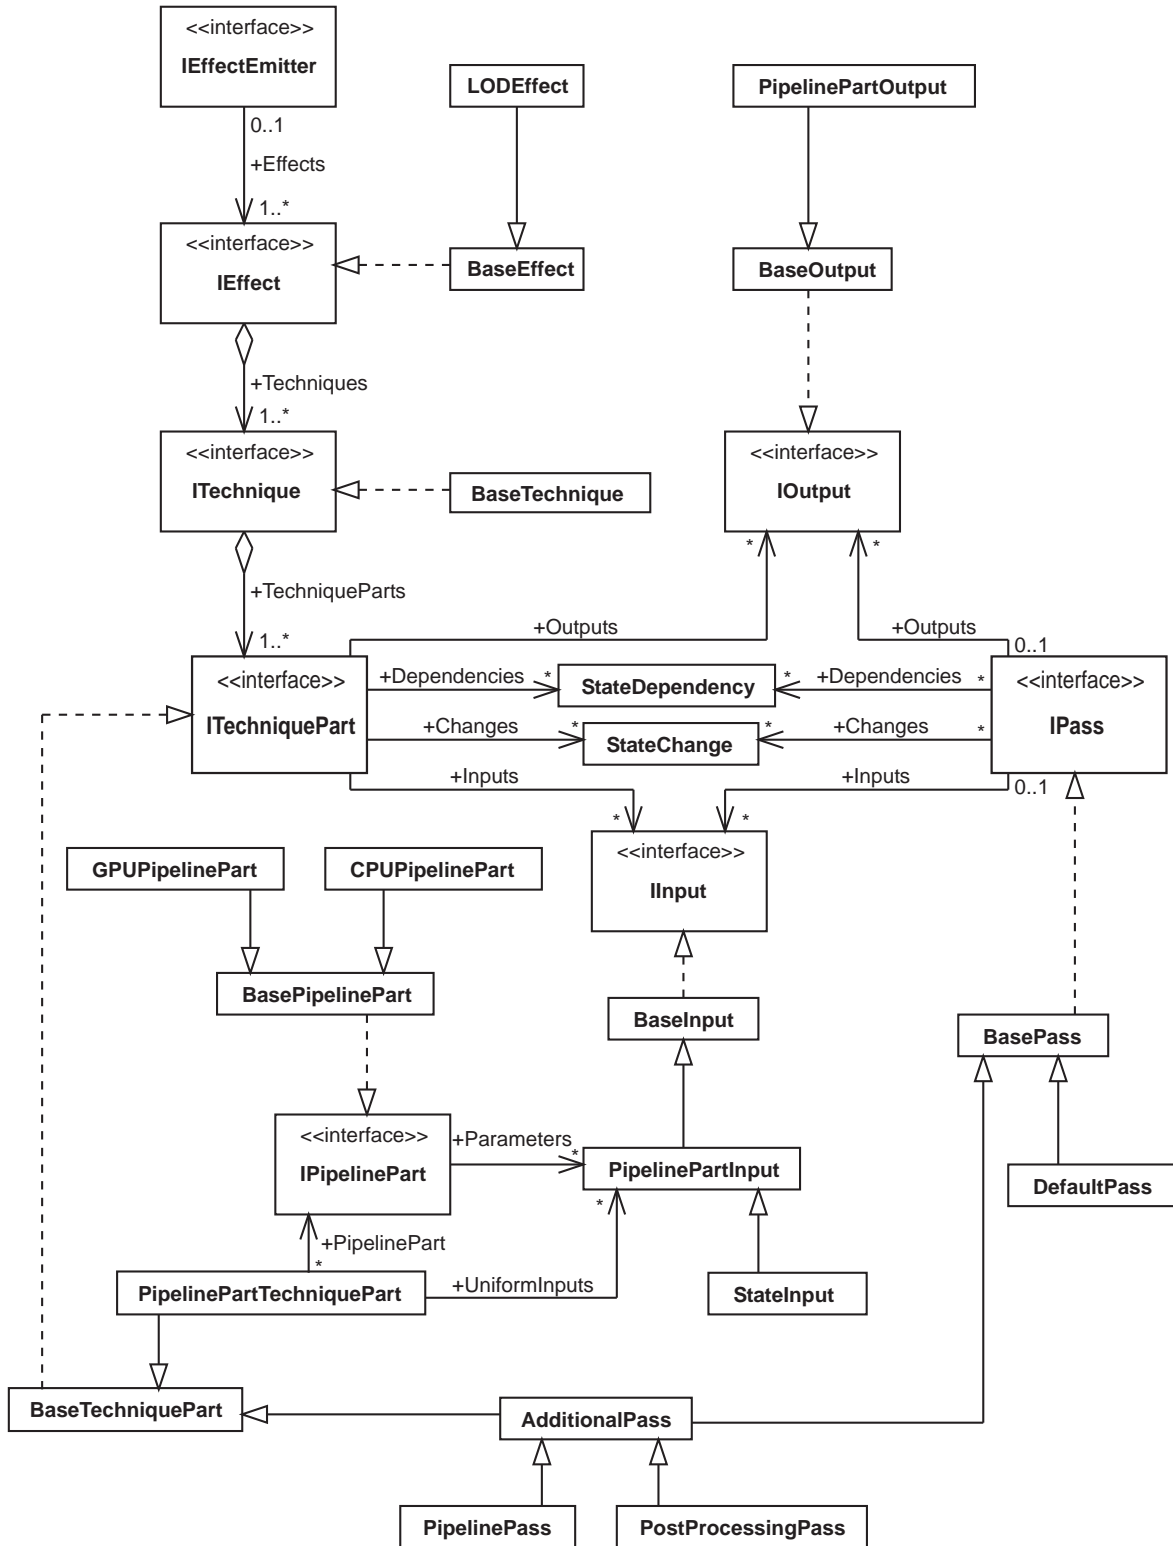 <<interface>>
IEffectEmitter
LODEffect
PipelinePartOutput
0..1
+Effects
1..*
<<interface>>
IEffect
BaseEffect
BaseOutput
+Techniques
1..*
<<interface>>
ITechnique
BaseTechnique
<<interface>>
IOutput
* *
+TechniqueParts
1..*
+Outputs
+Outputs
0..1
<<interface>>
ITechniquePart
+Dependencies
*
StateDependency
*
+Dependencies
*
<<interface>>
IPass
+Changes
*
StateChange
*
+Changes
*
+Inputs
+Inputs
0..1
* *
<<interface>>
IInput
GPUPipelinePart
CPUPipelinePart
BasePipelinePart
BaseInput
BasePass
<<interface>>
IPipelinePart
+Parameters
*
PipelinePartInput
DefaultPass
*
+PipelinePart
*
PipelinePartTechniquePart
+UniformInputs
StateInput
BaseTechniquePart
AdditionalPass
PipelinePass
PostProcessingPass